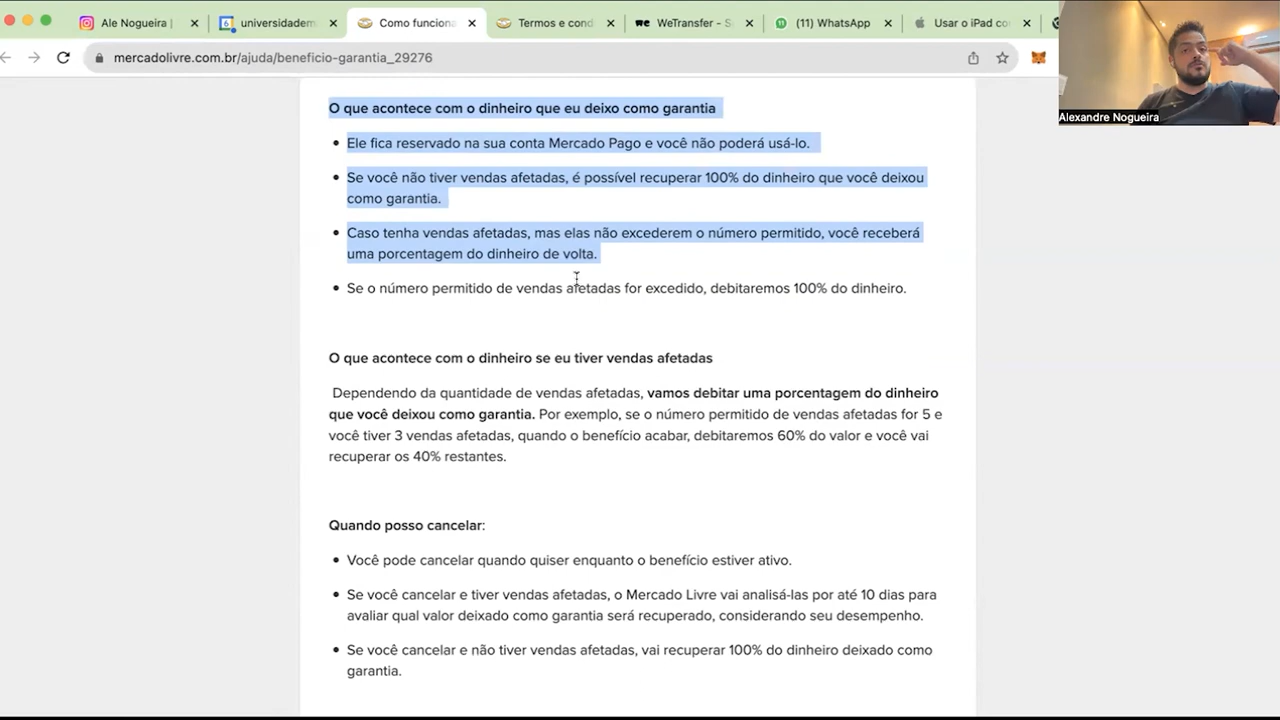 Ale Nogueira |
universidadem
Como funciona
Termos e cond
WeTransfer - S
(11) WhatsApp
Usar o iPad co
mercadolivre.com.br/ajuda/beneficio-garantia_29276
Alexandre Nogueira
O que acontece com o dinheiro que eu deixo como garantia
• Ele fica reservado na sua conta Mercado Pago e você não poderá usá-lo.
• Se você não tiver vendas afetadas, é possível recuperar 100% do dinheiro que você deixou
como garantia.
• Caso tenha vendas afetadas, mas elas não excederem o número permitido, você receberá
uma porcentagem do dinheiro de volta.
• Se o número permitido de vendas afetadas for excedido, debitaremos 100% do dinheiro.
O que acontece com o dinheiro se eu tiver vendas afetadas
Dependendo da quantidade de vendas afetadas, vamos debitar uma porcentagem do dinheiro
que você deixou como garantia. Por exemplo, se o número permitido de vendas afetadas for 5 e
você tiver 3 vendas afetadas, quando o benefício acabar, debitaremos 60% do valor e você vai
recuperar os 40% restantes.
Quando posso cancelar:
• Você pode cancelar quando quiser enquanto o benefício estiver ativo.
• Se você cancelar e tiver vendas afetadas, o Mercado Livre vai analisá-las por até 10 dias para
avaliar qual valor deixado como garantia será recuperado, considerando seu desempenho.
• Se você cancelar e não tiver vendas afetadas, vai recuperar 100% do dinheiro deixado como
garantia.